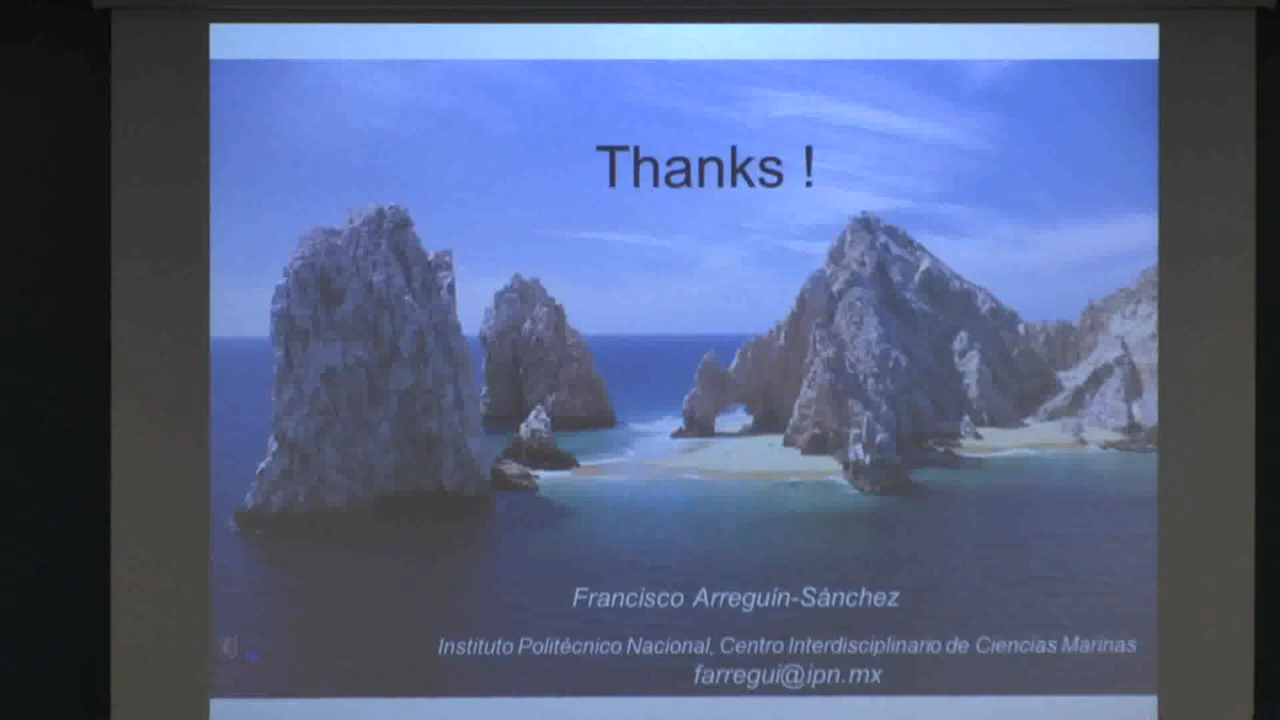 Thanks !
Francisco Arreguín-Sánchez
Instituto Politécnico Nacional, Centro Interdisciplinario de Ciencias Marinas
farregui@ipn.mx